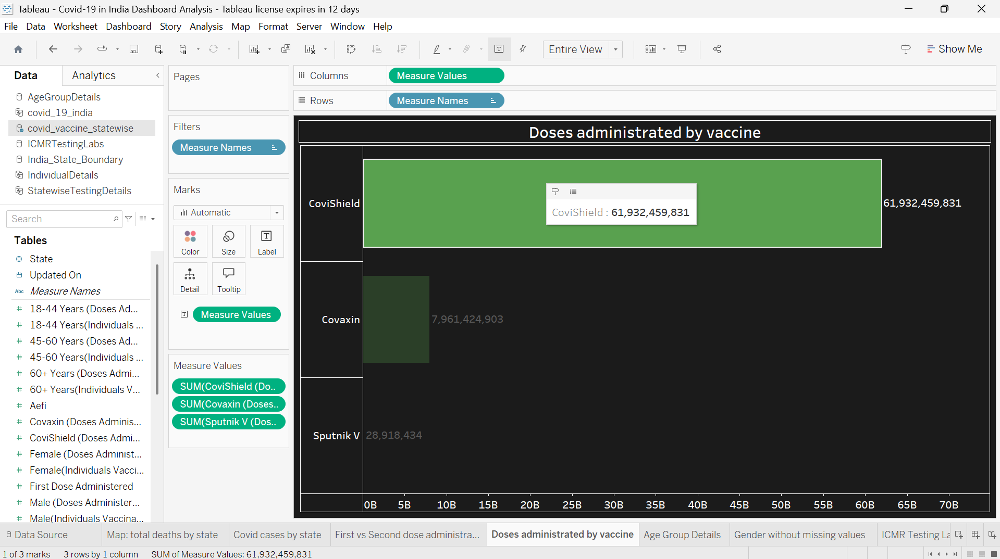 Tableau - Covid-19 in India Dashboard Analysis - Tableau license expires in 12 days
File Data Worksheet Dashboard Story Analysis Map Format Server Window Help
Entire View
Show Me
Data
Analytics
AgeGroupDetails
covid_19_india
covid_vaccine_statewise
ICMRTestingLabs
India_State_Boundary
IndividualDetails
StatewiseTestingDetails
Search
Tables
State
Updated On
Abc Measure Names
18-44 Years (Doses Ad...
18-44 Years(Individuals ...
45-60 Years (Doses Ad...
45-60 Years(Individuals ...
60+ Years (Doses Admi...
60+ Years(Individuals V...
Aefi
Covaxin (Doses Adminis...
CoviShield (Doses Admi...
Female (Doses Administ...
Female(Individuals Vacci...
First Dose Administered
Male (Doses Administer...
Male(Individuals Vaccina...
Pages
Filters
Measure Names
Marks
Automatic
Color
Size
Label
Detail
Tooltip
Measure Values
Measure Values
SUM(CoviShield (Do..
SUM(Covaxin (Doses..
SUM(Sputnik V (Dos..
Columns
Measure Values
Rows
Measure Names
Doses administrated by vaccine
CoviShield
61,932,459,831
CoviShield : 61,932,459,831
Covaxin
7,961,424,903
Sputnik V
28,918,434
0B 5B 10B 15B 20B 25B 30B 35B 40B 45B 50B 55B 60B 65B 70B
Data Source
Map: total deaths by state
Covid cases by state
First vs Second dose administra...
Doses administrated by vaccine
Age Group Details
Gender without missing values
ICMR Testing La
1 of 3 marks
3 rows by 1 column
SUM of Measure Values: 61,932,459,831